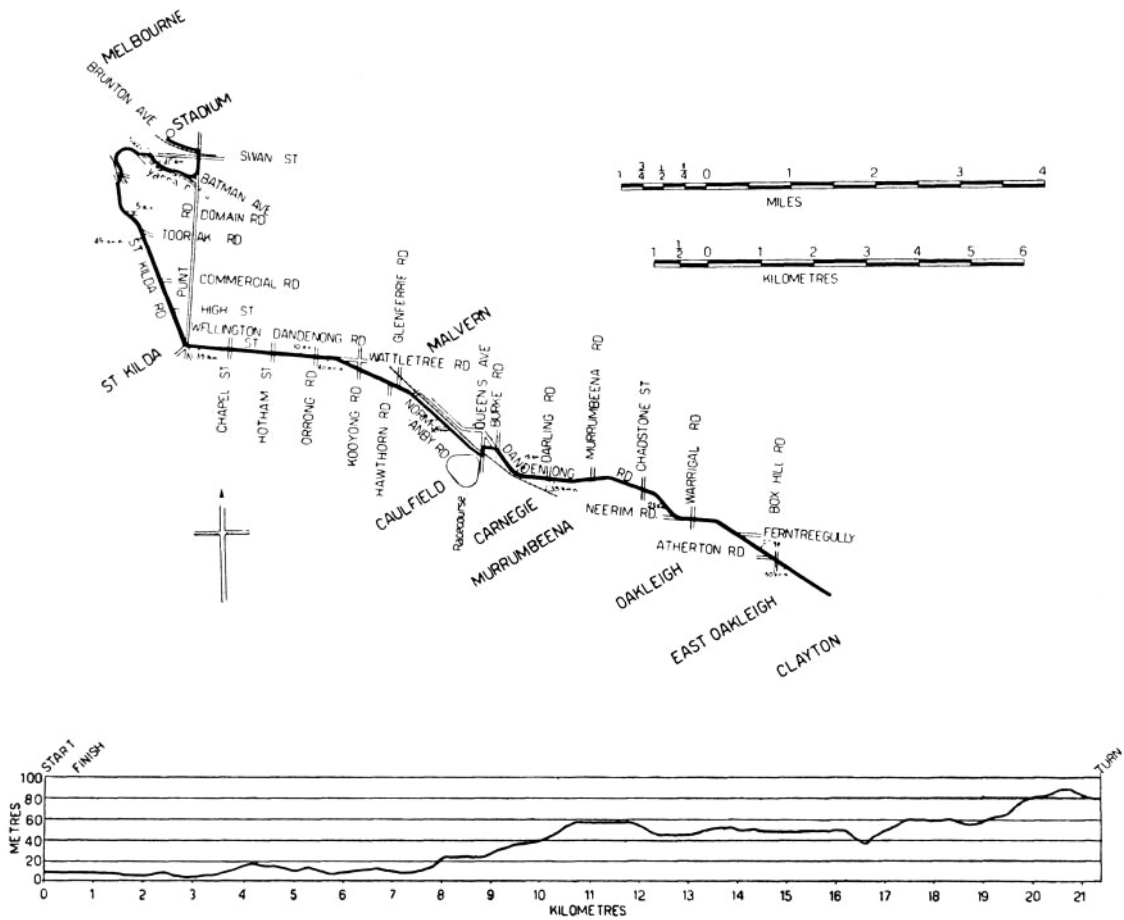 MELBOURNE
BRUNTON AVE
STADIUM
SWAN ST
BATMAN AVE
DOMAIN RD
TOORAK RD
ST KILDA RD
PUNT RD
COMMERCIAL RD
HIGH ST
WELLINGTON ST
DANDENONG RD
GLENFERRIE RD
MALVERN
WATTLETREE RD
QUEENS AVE
BURKE RD
ST KILDA
CHAPEL ST
HOTHAM ST
ORRONG RD
KOOYONG RD
HAWTHORN RD
NORM-
ANBY RD
DANDENONG RD
DARLING RD
MURRUMBEENA RD
CHADSTONE ST
WARRIGAL RD
BOX HILL RD
CAULFIELD
Racecourse
CARNEGIE
MURRUMBEENA
NEERIM RD.
FERNTREEGULLY
ATHERTON RD
OAKLEIGH
EAST OAKLEIGH
CLAYTON
1 3/4 1/2 1/4 0 1 2 3 4
MILES
1 1/2 0 1 2 3 4 5 6
KILOMETRES
START
FINISH
TURN
METRES
100
80
60
40
20
0 1 2 3 4 5 6 7 8 9 10 11 12 13 14 15 16 17 18 19 20 21
KILOMETRES